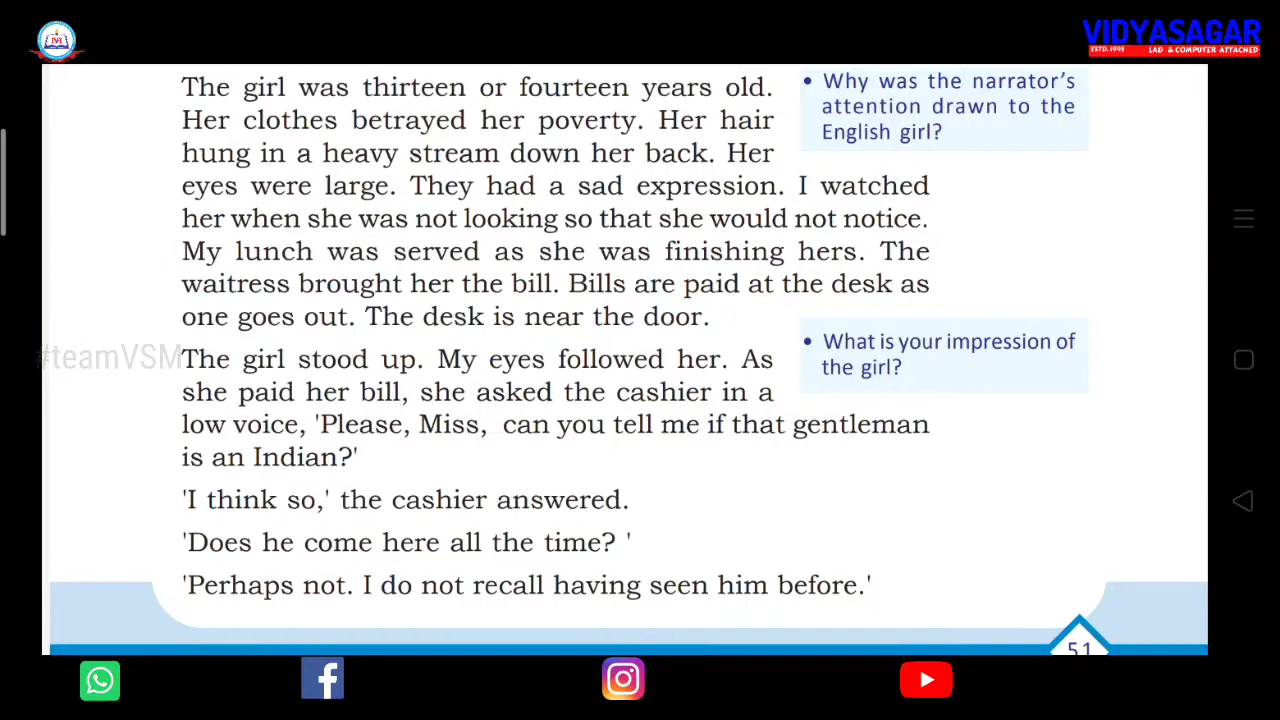 VIDYASAGAR
ESTD.1993 LAB & COMPUTER ATTACHED
The girl was thirteen or fourteen years old.
Her clothes betrayed her poverty. Her hair
hung in a heavy stream down her back. Her
eyes were large. They had a sad expression. I watched
her when she was not looking so that she would not notice.
My lunch was served as she was finishing hers. The
waitress brought her the bill. Bills are paid at the desk as
one goes out. The desk is near the door.
• Why was the narrator's
attention drawn to the
English girl?
#teamVSM
The girl stood up. My eyes followed her. As
she paid her bill, she asked the cashier in a
low voice, 'Please, Miss, can you tell me if that gentleman
is an Indian?'
• What is your impression of
the girl?
'I think so,' the cashier answered.
'Does he come here all the time? '
'Perhaps not. I do not recall having seen him before.'
51